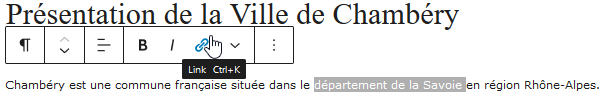 Présentation de la Ville de Chambéry
¶ B I
Link Ctrl+K
Chambéry est une commune française située dans le département de la Savoie en région Rhône-Alpes.